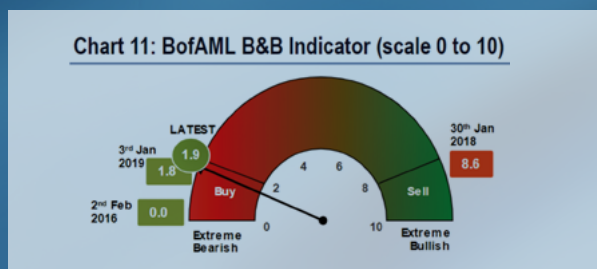 Chart 11: BofAML B&B Indicator (scale 0 to 10)
LATEST
1.9
3rd Jan
2019
1.8
2nd Feb
2016
0.0
Buy
Extreme
Bearish
0
2
4
6
8
10
Sell
Extreme
Bullish
30th Jan
2018
8.6